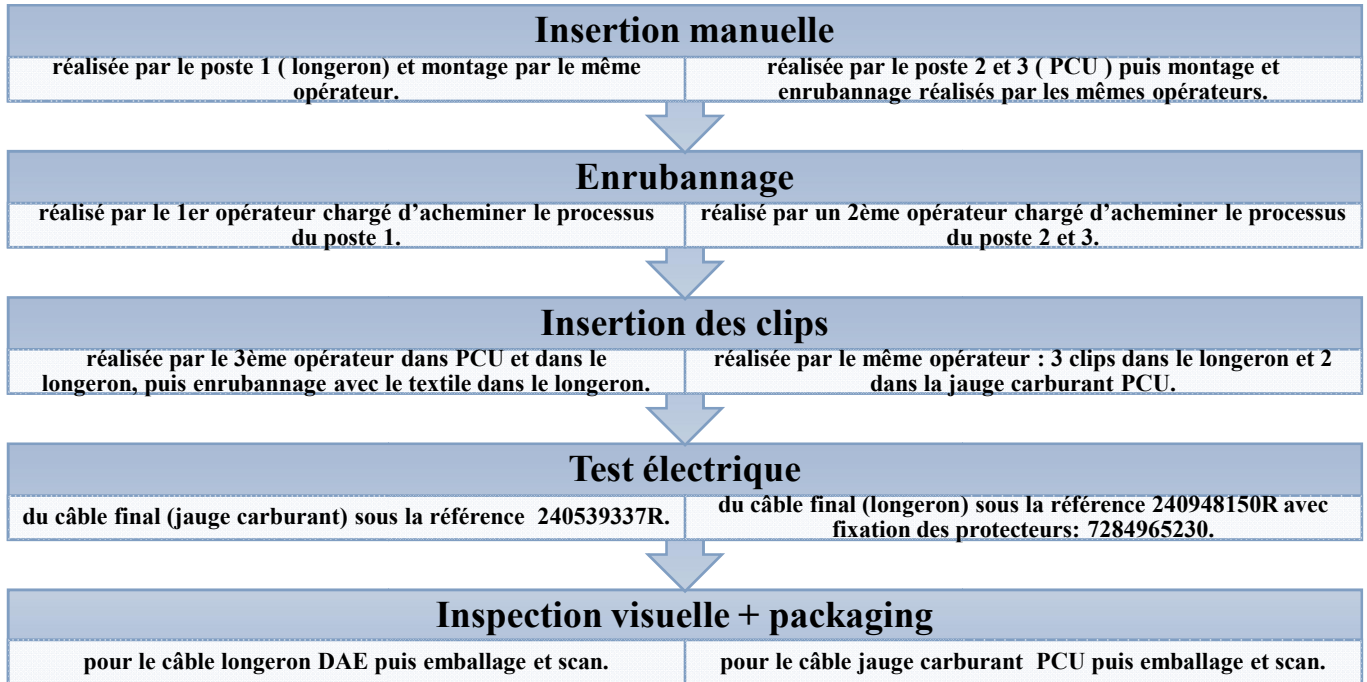 Insertion manuelle
réalisée par le poste 1 ( longeron) et montage par le même
opérateur.
réalisée par le poste 2 et 3 ( PCU ) puis montage et
enrubannage réalisés par les mêmes opérateurs.
Enrubannage
réalisé par le 1er opérateur chargé d’acheminer le processus
du poste 1.
réalisé par un 2ème opérateur chargé d’acheminer le processus
du poste 2 et 3.
Insertion des clips
réalisée par le 3ème opérateur dans PCU et dans le
longeron, puis enrubannage avec le textile dans le longeron.
réalisée par le même opérateur : 3 clips dans le longeron et 2
dans la jauge carburant PCU.
Test électrique
du câble final (jauge carburant) sous la référence 240539337R.
du câble final (longeron) sous la référence 240948150R avec
fixation des protecteurs: 7284965230.
Inspection visuelle + packaging
pour le câble longeron DAE puis emballage et scan.
pour le câble jauge carburant PCU puis emballage et scan.